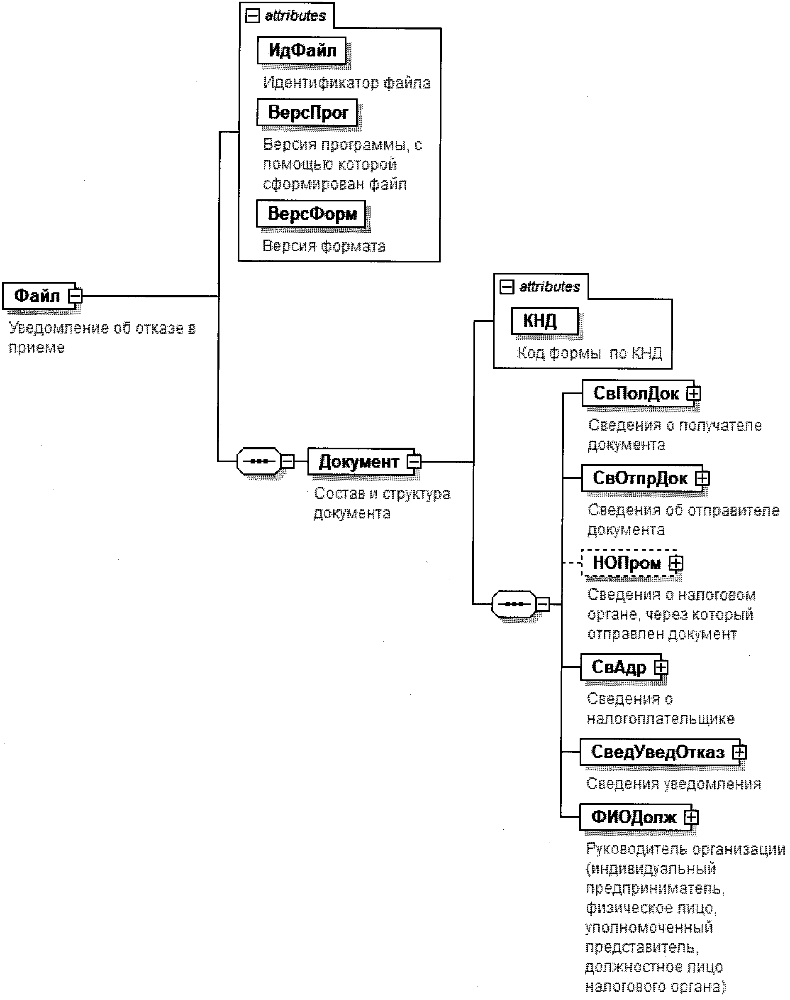 attributes
ИдФайл
Идентификатор файла
ВерсПрог
Версия программы, с
помощью которой
сформирован файл
ВерсФорм
Версия формата
Файл
Уведомление об отказе в
приеме
attributes
КНД
Код формы по КНД
Документ
Состав и структура
документа
СвПолДок
Сведения о получателе
документа
СвОтпрДок
Сведения об отправителе
документа
НОПром
Сведения о налоговом
органе, через который
отправлен документ
СвАдр
Сведения о
налогоплательщике
СведУведОтказ
Сведения уведомления
ФИОДолж
Руководитель организации
(индивидуальный
предприниматель,
физическое лицо,
уполномоченный
представитель,
должностное лицо
налогового органа)